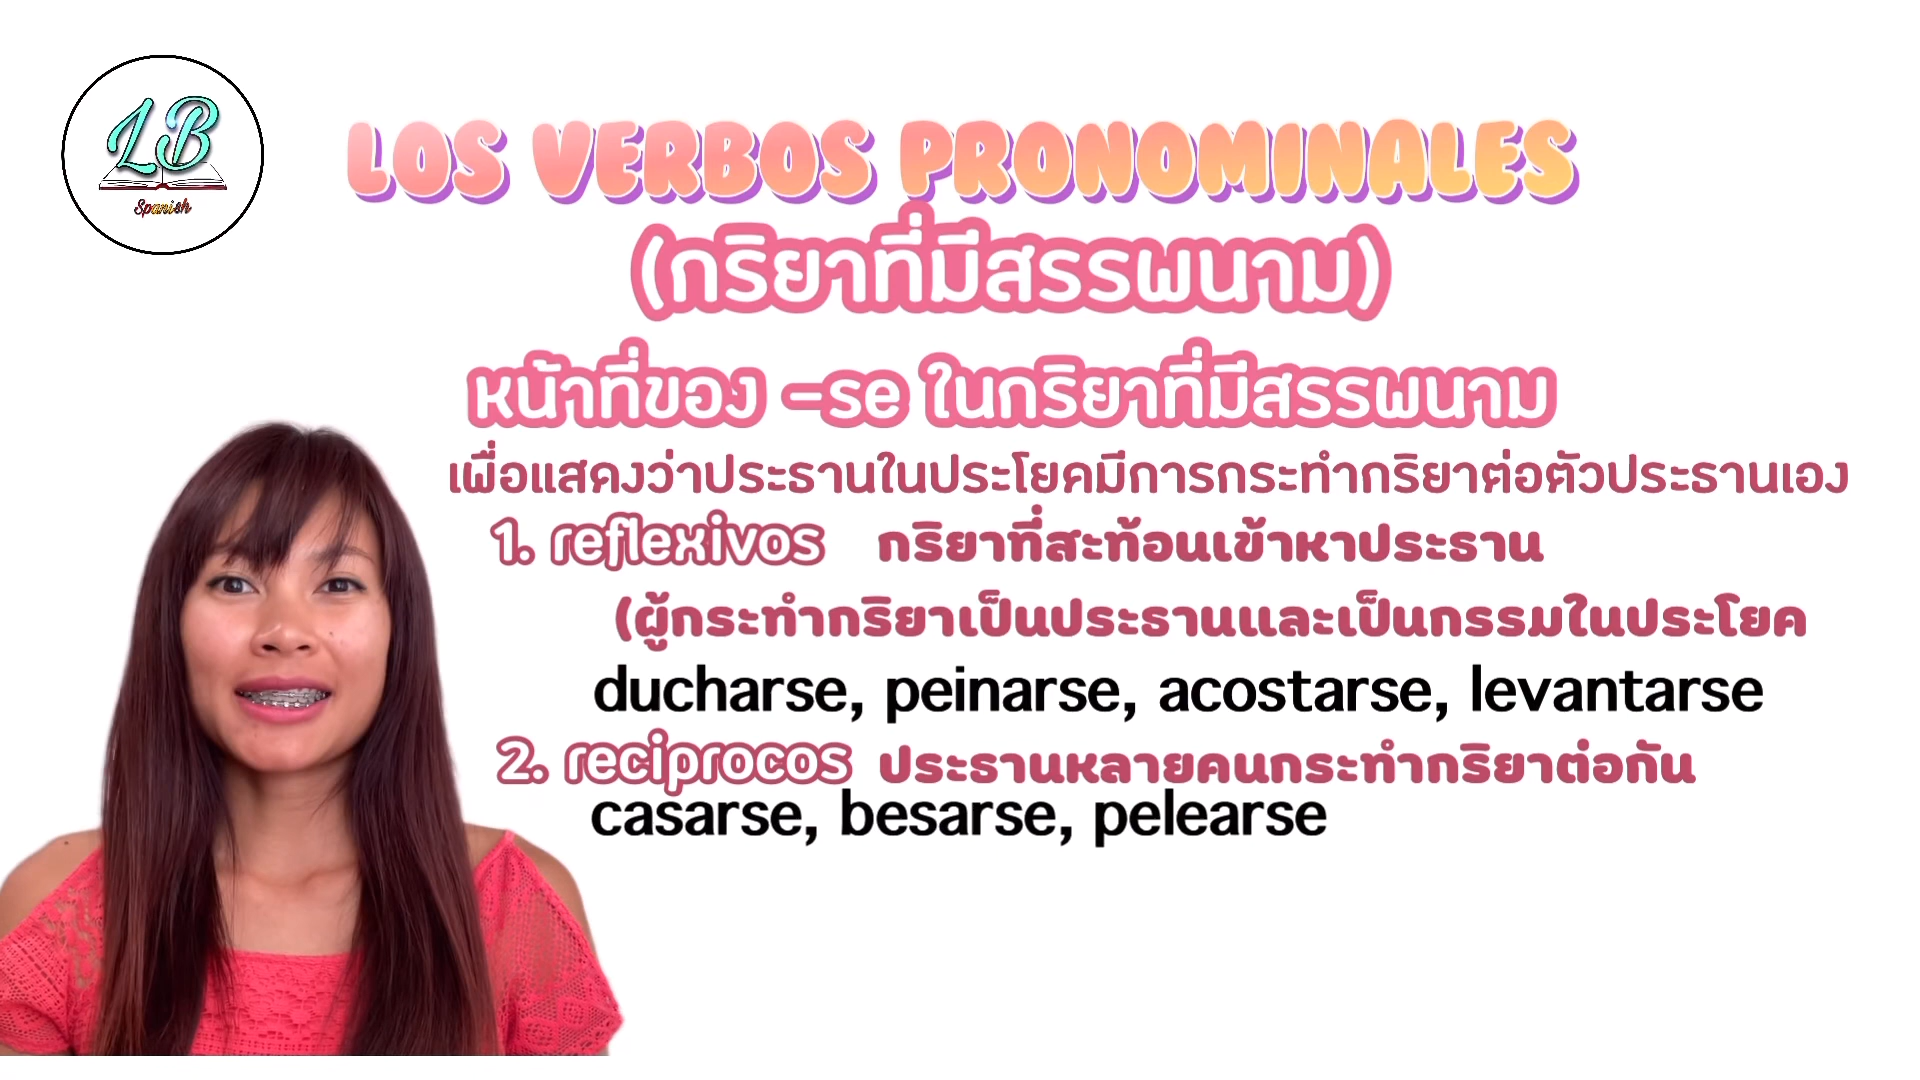 LB
Spanish
LOS VERBOS PRONOMINALES
(กริยาที่มีสรรพนาม)
หน้าที่ของ -se ในกริยาที่มีสรรพนาม
เพื่อแสดงว่าประธานในประโยคมีการกระทำกริยาต่อตัวประธานเอง
1. reflexivos กริยาที่สะท้อนเข้าหาประธาน
(ผู้กระทำกริยาเป็นประธานและเป็นกรรมในประโยค
ducharse, peinarse, acostarse, levantarse
2. reciprocos ประธานหลายคนกระทำกริยาต่อกัน
casarse, besarse, pelearse